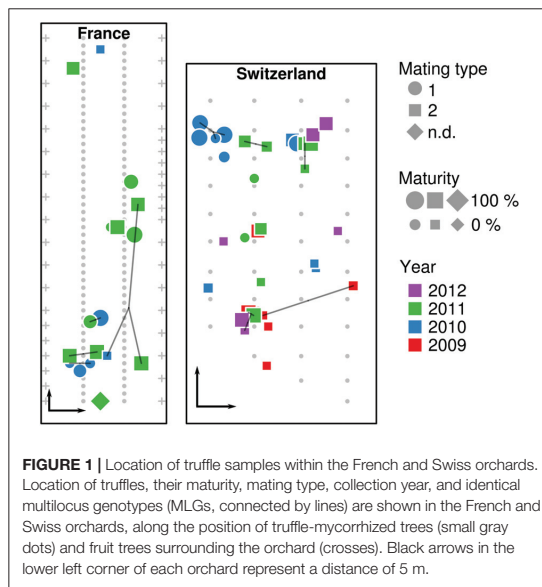 France
Switzerland
Mating type
1
2
n.d.
Maturity
100 %
0 %
Year
2012
2011
2010
2009
FIGURE 1 | Location of truffle samples within the French and Swiss orchards.
Location of truffles, their maturity, mating type, collection year, and identical
multilocus genotypes (MLGs, connected by lines) are shown in the French and
Swiss orchards, along the position of truffle-mycorrhized trees (small gray
dots) and fruit trees surrounding the orchard (crosses). Black arrows in the
lower left corner of each orchard represent a distance of 5 m.